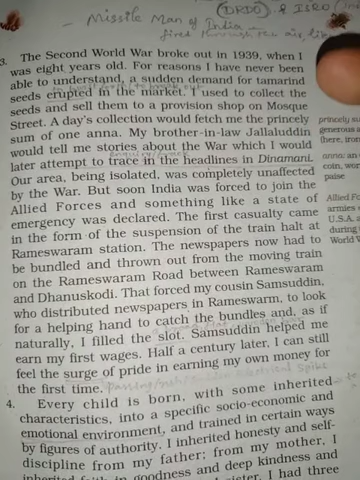 (DRDO) & ISRO
- Missile Man of India
3. The Second World War broke out in 1939, when I
was eight years old. For reasons I have never been
able to understand, a sudden demand for tamarind
seeds erupted in the market. I used to collect the
seeds and sell them to a provision shop on Mosque
Street. A day's collection would fetch me the princely
sum of one anna. My brother-in-law Jallaluddin
would tell me stories about the War which I would
later attempt to trace in the headlines in Dinamani.
Our area, being isolated, was completely unaffected
by the War. But soon India was forced to join the
Allied Forces and something like a state of
emergency was declared. The first casualty came
in the form of the suspension of the train halt at
Rameswaram station. The newspapers now had to
be bundled and thrown out from the moving train
on the Rameswaram Road between Rameswaram
and Dhanuskodi. That forced my cousin Samsuddin,
who distributed newspapers in Rameswarm, to look
for a helping hand to catch the bundles and, as if
naturally, I filled the slot. Samsuddin helped me
earn my first wages. Half a century later, I can still
feel the surge of pride in earning my own money for
the first time.
4. Every child is born, with some inherited
characteristics, into a specific socio-economic and
emotional environment, and trained in certain ways
by figures of authority. I inherited honesty and self-
discipline from my father; from my mother, I
inherited faith in goodness and deep kindness and
I had three
princely su
generous
(here, iron
anna: an
coin, wor
paise
Allied Fo
armies
U.S.A.
during
World W